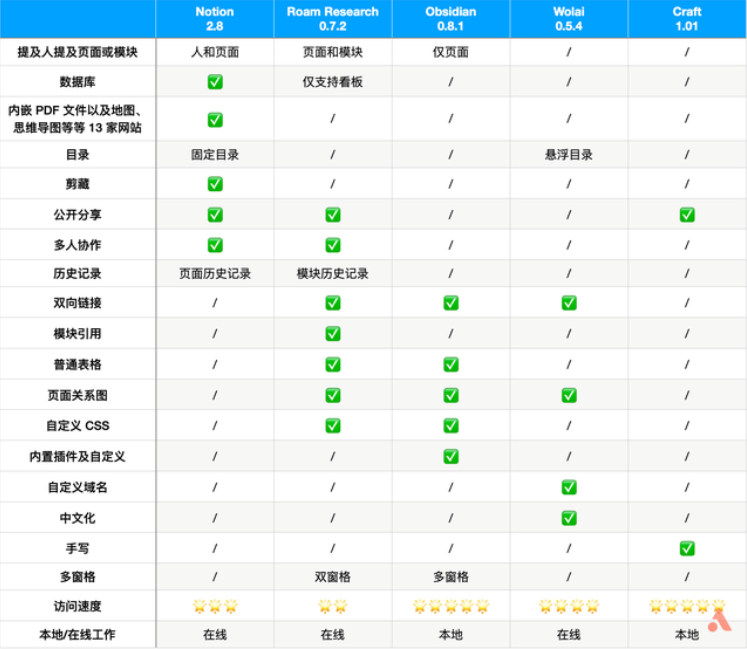 Notion Roam Research Obsidian Wolai Craft
2.8 0.7.2 0.8.1 0.5.4 1.01
提及人提及页面或模块 人和页面 页面和模块 仅页面 / /
数据库 ✅ 仅支持看板 / / /
内嵌 PDF 文件以及地图、
思维导图等等 13 家网站 ✅ / / / /
目录 固定目录 / / 悬浮目录 /
剪藏 ✅ / / / /
公开分享 ✅ ✅ / / ✅
多人协作 ✅ ✅ / / /
历史记录 页面历史记录 模块历史记录 / / /
双向链接 / ✅ ✅ ✅ /
模块引用 / ✅ / / /
普通表格 / ✅ ✅ / /
页面关系图 / ✅ ✅ ✅ /
自定义 CSS / ✅ ✅ / /
内置插件及自定义 / / ✅ / /
自定义域名 / / / ✅ /
中文化 / / / ✅ /
手写 / / / / ✅
多窗格 / 双窗格 多窗格 / /
访问速度 🌟🌟🌟 🌟🌟 🌟🌟🌟🌟🌟 🌟🌟🌟🌟 🌟🌟🌟🌟🌟
本地/在线工作 在线 在线 本地 在线 本地